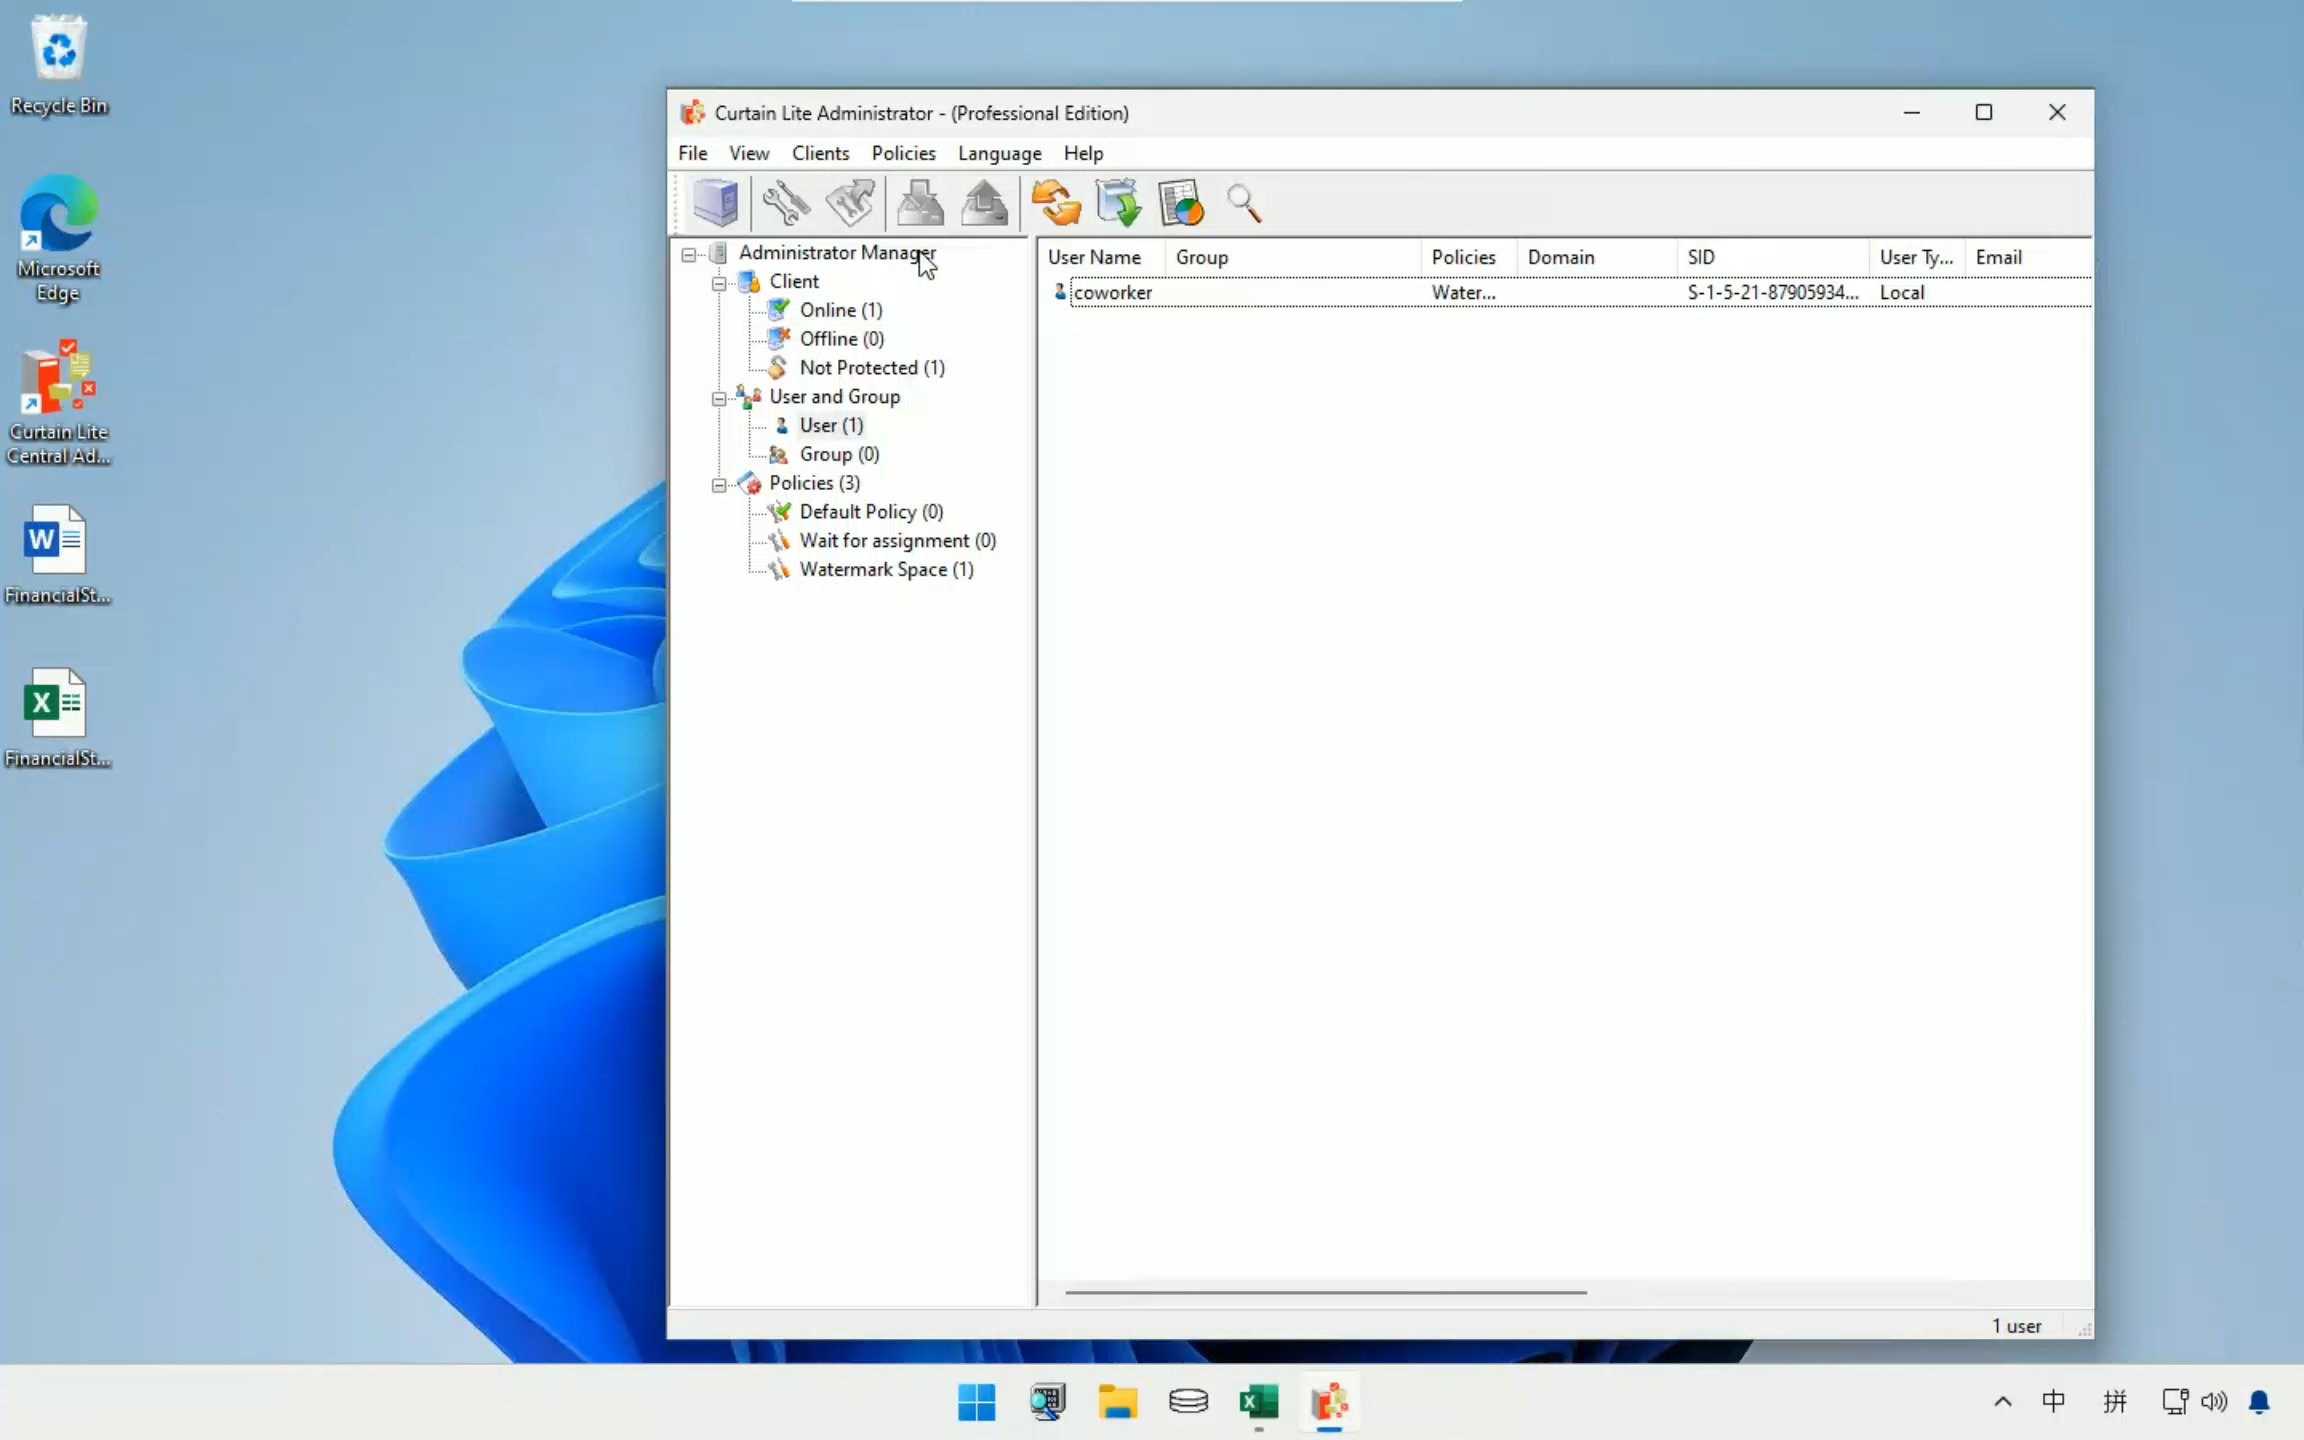 Recycle Bin
Microsoft
Edge
Curtain Lite
Central Ad...
FinancialSt...
FinancialSt...
Curtain Lite Administrator - (Professional Edition)
File View Clients Policies Language Help
Administrator Manager
Client
Online (1)
Offline (0)
Not Protected (1)
User and Group
User (1)
Group (0)
Policies (3)
Default Policy (0)
Wait for assignment (0)
Watermark Space (1)
User Name Group Policies Domain SID User Ty... Email
coworker Water... S-1-5-21-87905934... Local
1 user
中 拼